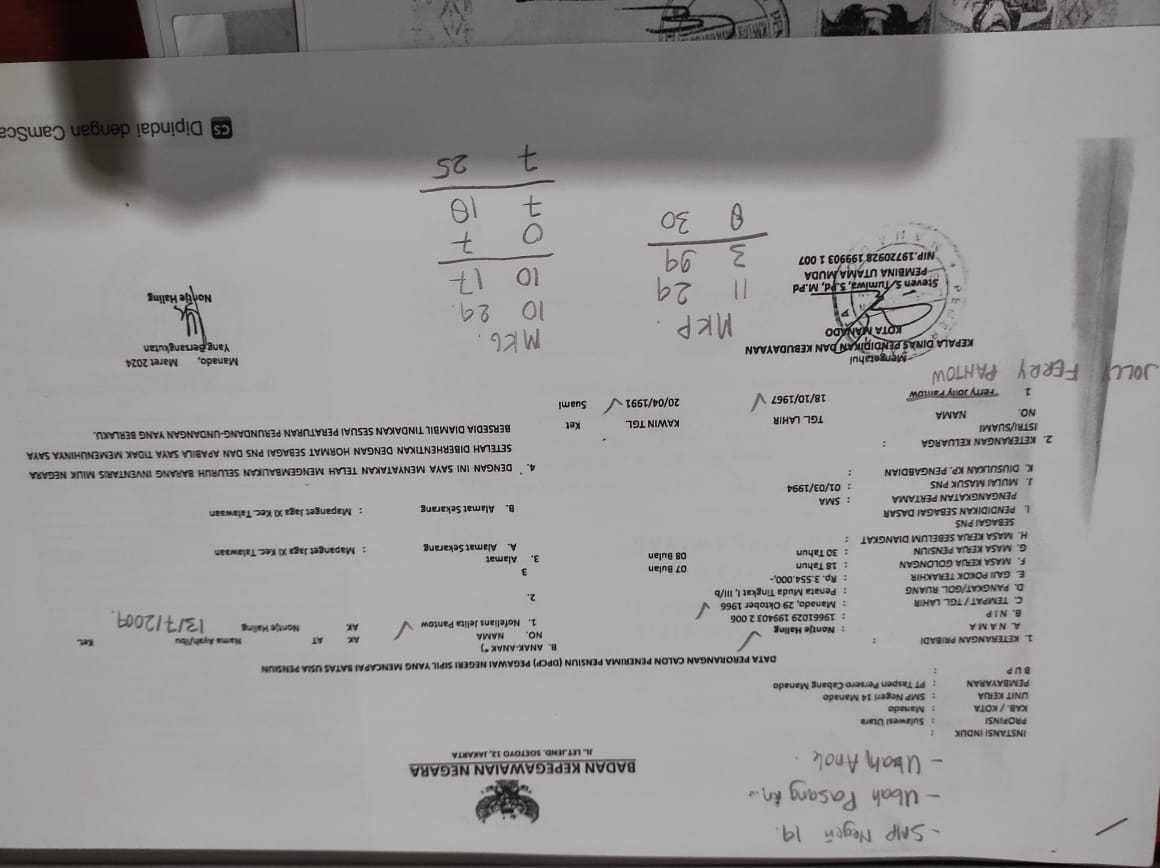 - SMP Negeri 19.
- Ubah Pasangan
- Ubah Anak
BADAN KEPEGAWAIAN NEGARA
JL. LETJEND. SOETOYO 12, JAKARTA
INSTANSI INDUK :
PROPINSI : Sulawesi Utara
KAB. / KOTA : Manado
UNIT KERJA : SMP Negeri 14 Manado
PEMBAYARAN : PT Taspen Persero Cabang Manado
B U P :
DATA PERORANGAN CALON PENERIMA PENSIUN (DPCP) PEGAWAI NEGERI SIPIL YANG MENCAPAI BATAS USIA PENSIUN
1. KETERANGAN PRIBADI :
A. N A M A : Nontje Haling
B. N I P : 19661029 199403 2 006
C. TEMPAT / TGL. LAHIR : Manado, 29 Oktober 1966
D. PANGKAT/GOL. RUANG : Penata Muda Tingkat I, III/b
E. GAJI POKOK TERAKHIR : Rp. 3.554.000,-
F. MASA KERJA GOLONGAN : 18 Tahun 07 Bulan
G. MASA KERJA PENSIUN : 30 Tahun 08 Bulan
H. MASA KERJA SEBELUM DIANGKAT :
SEBAGAI PNS
I. PENDIDIKAN SEBAGAI DASAR : SMA
PENGANGKATAN PERTAMA
J. MULAI MASUK PNS : 01/03/1994
K. DIUSULKAN KP. PENGABDIAN :
2. KETERANGAN KELUARGA :
ISTRI/SUAMI
NO. NAMA TGL LAHIR KAWIN TGL. Ket
1 Ferry Jolly Pantow 18/10/1967 20/04/1991 Suami
JOLLY FERRY PANTOW
B. ANAK-ANAK *)
NO. NAMA AK AT Nama Ayah/Ibu Ket.
1. Nofelians Jelita Pantow AK Nontje Haling 13/7/2009.
2.
3
3. Alamat
A. Alamat Sekarang : Mapanget Jaga XI Kec. Talawaan
B. Alamat Sekarang : Mapanget Jaga XI Kec. Talawaan
4. DENGAN INI SAYA MENYATAKAN TELAH MENGEMBALIKAN SELURUH BARANG INVENTARIS MILIK NEGARA
SETELAH DIBERHENTIKAN DENGAN HORMAT SEBAGAI PNS DAN APABILA SAYA TIDAK MEMENUHINYA SAYA
BERSEDIA DIAMBIL TINDAKAN SESUAI PERATURAN PERUNDANG-UNDANGAN YANG BERLAKU.
Mengetahui
KEPALA DINAS PENDIDIKAN DAN KEBUDAYAAN
KOTA MANADO
Steven S. Tumiwa, S.Pd, M.Pd
PEMBINA UTAMA MUDA
NIP.19720928 199903 1 007
Manado, Maret 2024
Yang Bersangkutan
Nontje Haling
MKP
11 29
3 99
8 30
MKG
10 29
10 17
0 7
7 18
7 25
CS Dipindai dengan CamSca